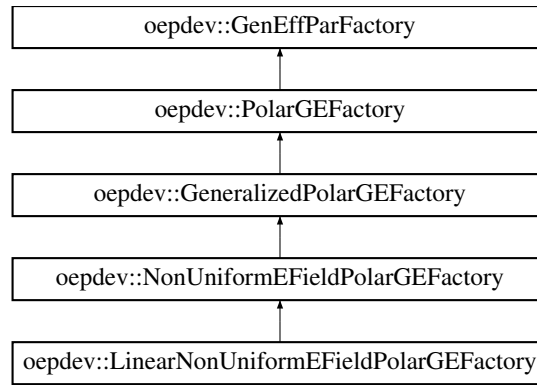 oepdev::GenEffParFactory
oepdev::PolarGEFactory
oepdev::GeneralizedPolarGEFactory
oepdev::NonUniformEFieldPolarGEFactory
oepdev::LinearNonUniformEFieldPolarGEFactory